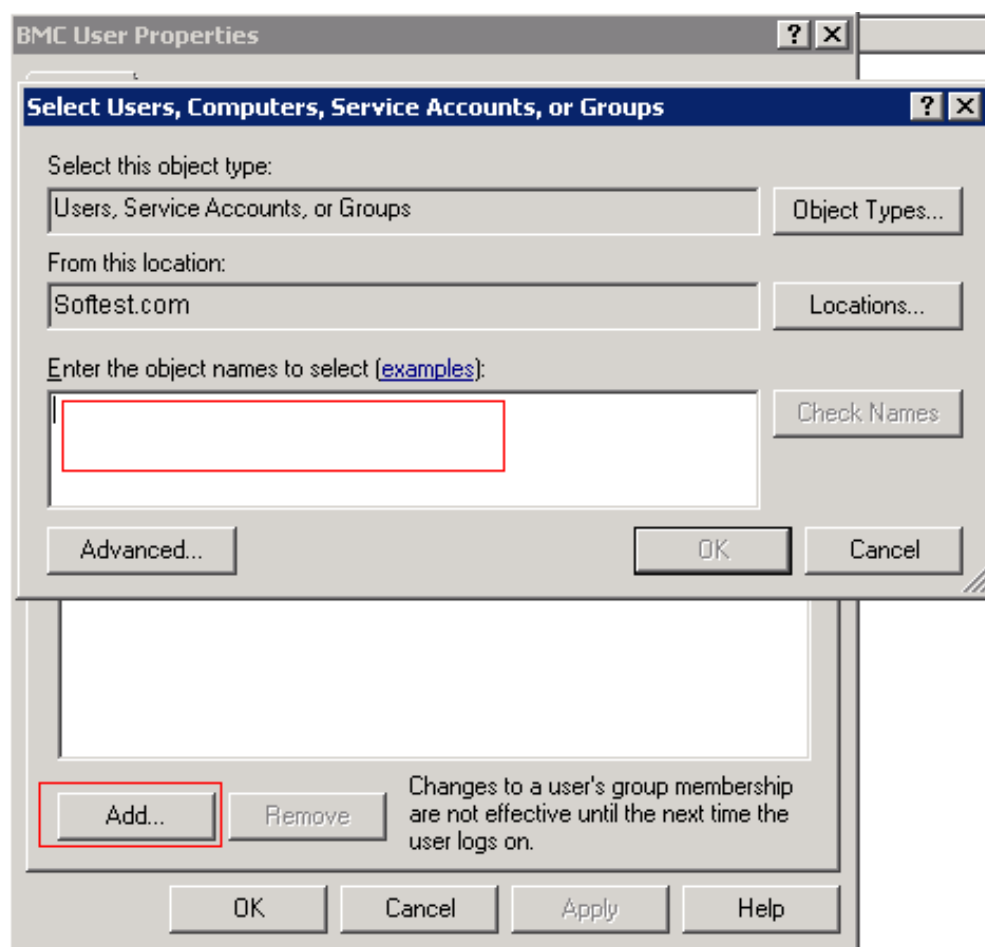 BMC User Properties
Select Users, Computers, Service Accounts, or Groups
Select this object type:
Users, Service Accounts, or Groups
Object Types...
From this location:
Softest.com
Locations...
Enter the object names to select (examples):
Check Names
Advanced...
OK
Cancel
Add...
Remove
Changes to a user's group membership
are not effective until the next time the
user logs on.
OK
Cancel
Apply
Help